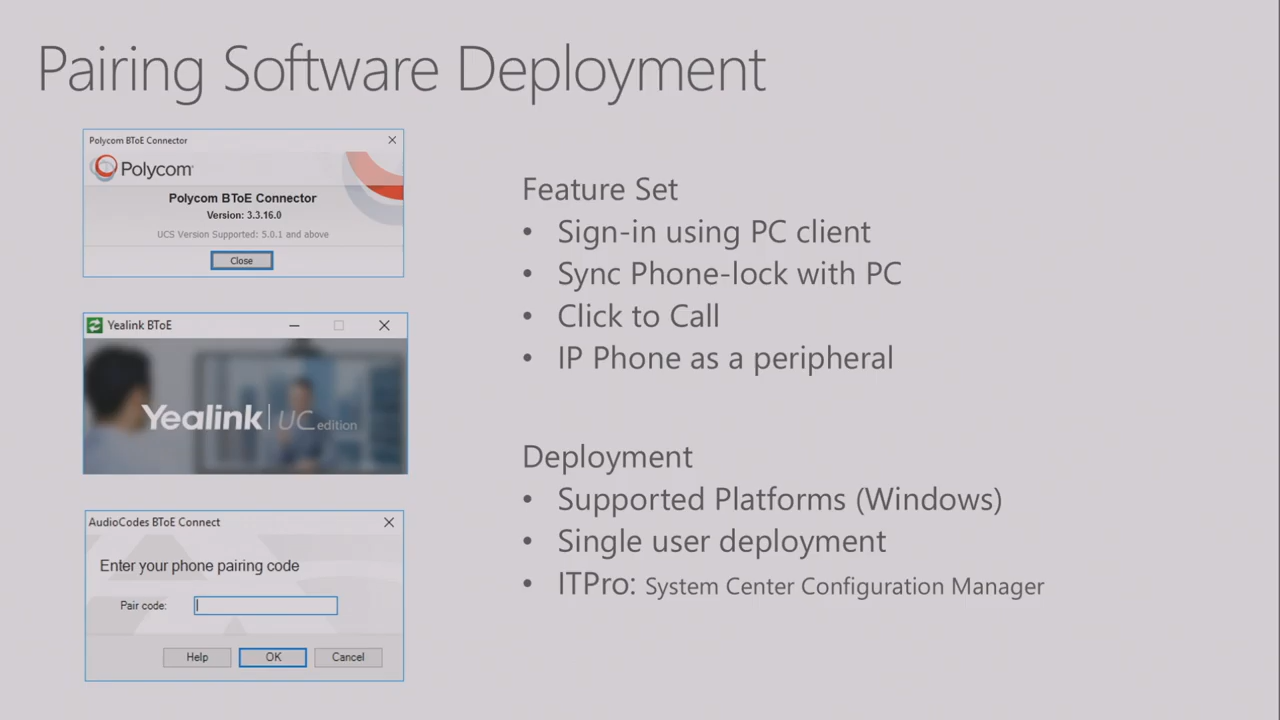 Pairing Software Deployment
Polycom BToE Connector
Polycom
Polycom BToE Connector
Version: 3.3.16.0
UCS Version Supported: 5.0.1 and above
Close
Yealink BToE
Yealink | UC edition
AudioCodes BToE Connect
Enter your phone pairing code
Pair code:
Help OK Cancel
Feature Set
• Sign-in using PC client
• Sync Phone-lock with PC
• Click to Call
• IP Phone as a peripheral
Deployment
• Supported Platforms (Windows)
• Single user deployment
• ITPro: System Center Configuration Manager